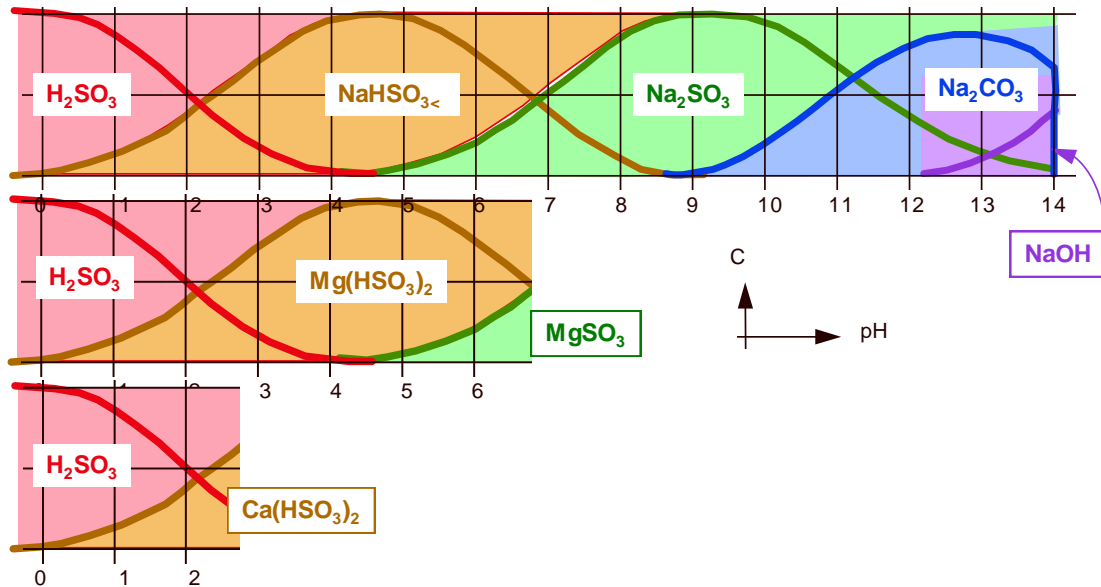 H₂SO₃ NaHSO₃< Na₂SO₃ Na₂CO₃
0 1 2 3 4 5 6 7 8 9 10 11 12 13 14
NaOH
H₂SO₃ Mg(HSO₃)₂
MgSO₃
C
pH
3 4 5 6
H₂SO₃
Ca(HSO₃)₂
0 1 2